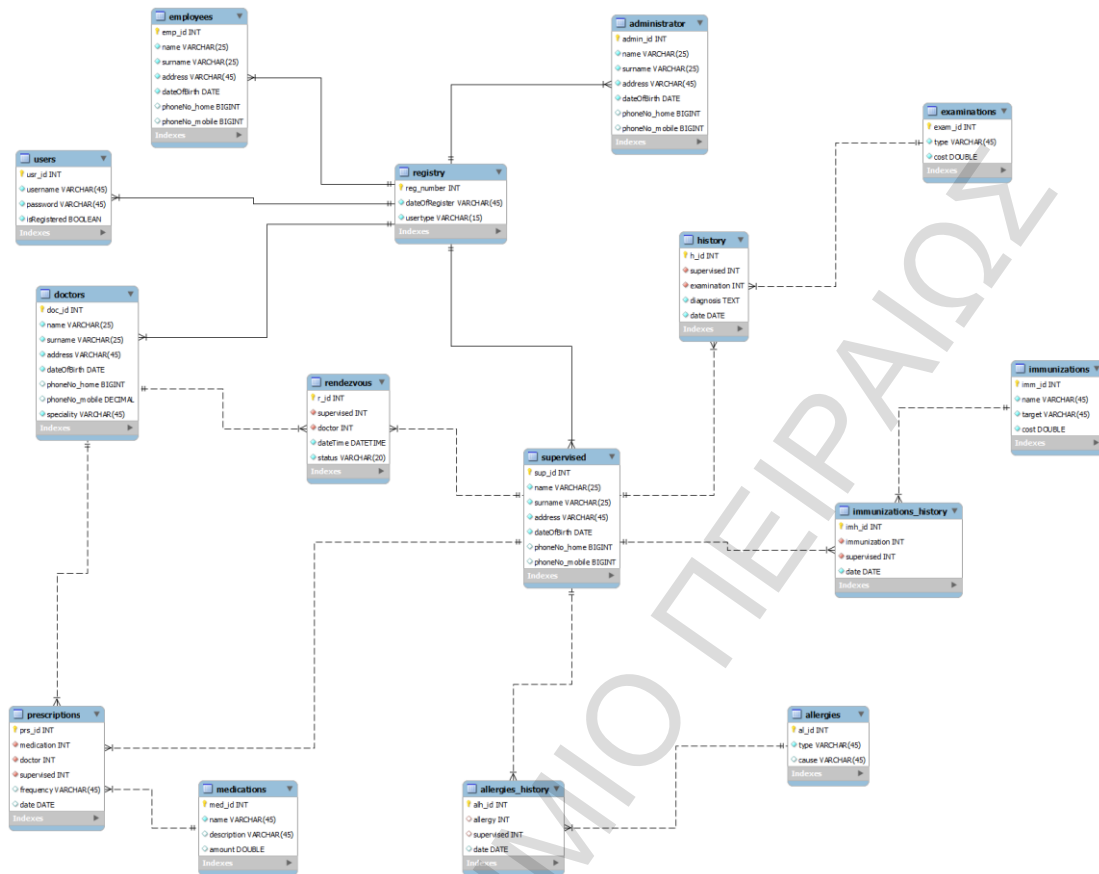 employees
emp_id INT
name VARCHAR(25)
surname VARCHAR(25)
address VARCHAR(45)
dateOfBirth DATE
phoneNo_home BIGINT
phoneNo_mobile BIGINT
Indexes
administrator
admin_id INT
name VARCHAR(25)
surname VARCHAR(25)
address VARCHAR(45)
dateOfBirth DATE
phoneNo_home BIGINT
phoneNo_mobile BIGINT
Indexes
examinations
exam_id INT
type VARCHAR(45)
cost DOUBLE
Indexes
users
usr_id INT
username VARCHAR(45)
password VARCHAR(45)
isRegistered BOOLEAN
Indexes
registry
reg_number INT
dateOfRegister VARCHAR(45)
usertype VARCHAR(15)
Indexes
history
h_id INT
supervised INT
examination INT
diagnosis TEXT
date DATE
Indexes
doctors
doc_id INT
name VARCHAR(25)
surname VARCHAR(25)
address VARCHAR(45)
dateOfBirth DATE
phoneNo_home BIGINT
phoneNo_mobile DECIMAL
speciality VARCHAR(45)
Indexes
rendezvous
r_id INT
supervised INT
doctor INT
dateTime DATETIME
status VARCHAR(20)
Indexes
immunizations
imm_id INT
name VARCHAR(45)
target VARCHAR(45)
cost DOUBLE
Indexes
supervised
sup_id INT
name VARCHAR(25)
surname VARCHAR(25)
address VARCHAR(45)
dateOfBirth DATE
phoneNo_home BIGINT
phoneNo_mobile BIGINT
Indexes
immunizations_history
imh_id INT
immunization INT
supervised INT
date DATE
Indexes
prescriptions
prs_id INT
medication INT
doctor INT
supervised INT
frequency VARCHAR(45)
date DATE
Indexes
medications
med_id INT
name VARCHAR(45)
description VARCHAR(45)
amount DOUBLE
Indexes
allergies_history
alh_id INT
allergy INT
supervised INT
date DATE
Indexes
allergies
al_id INT
type VARCHAR(45)
cause VARCHAR(45)
Indexes
ΜΙΟ ΠΕΙΡΑΙΩΣ